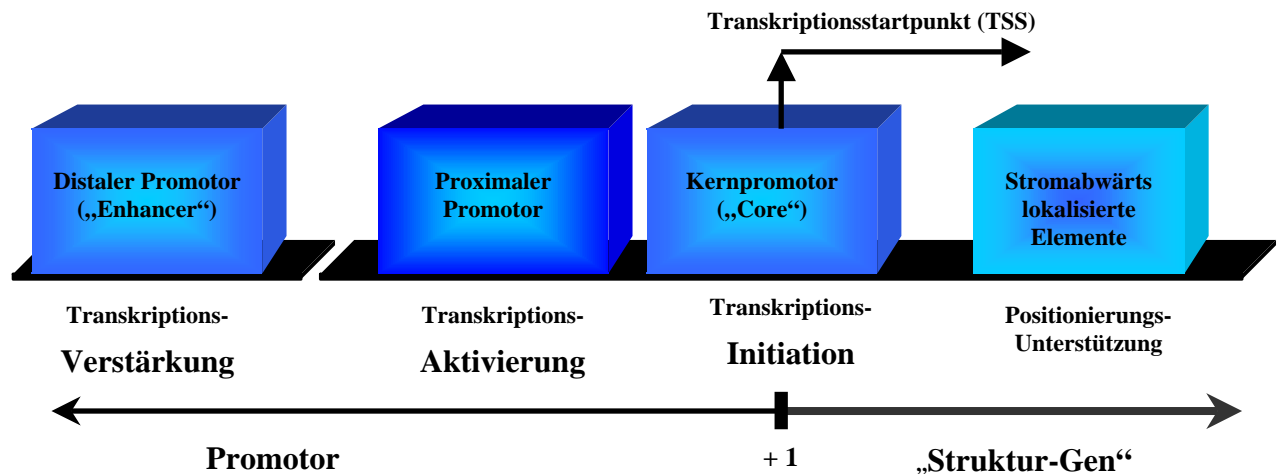 Transkriptionsstartpunkt (TSS)
Distaler Promotor
(„Enhancer“)
Proximaler
Promotor
Kernpromotor
(„Core“)
Stromabwärts
lokalisierte
Elemente
Transkriptions-
Verstärkung
Transkriptions-
Aktivierung
Transkriptions-
Initiation
Positionierungs-
Unterstützung
Promotor
+ 1
„Struktur-Gen“